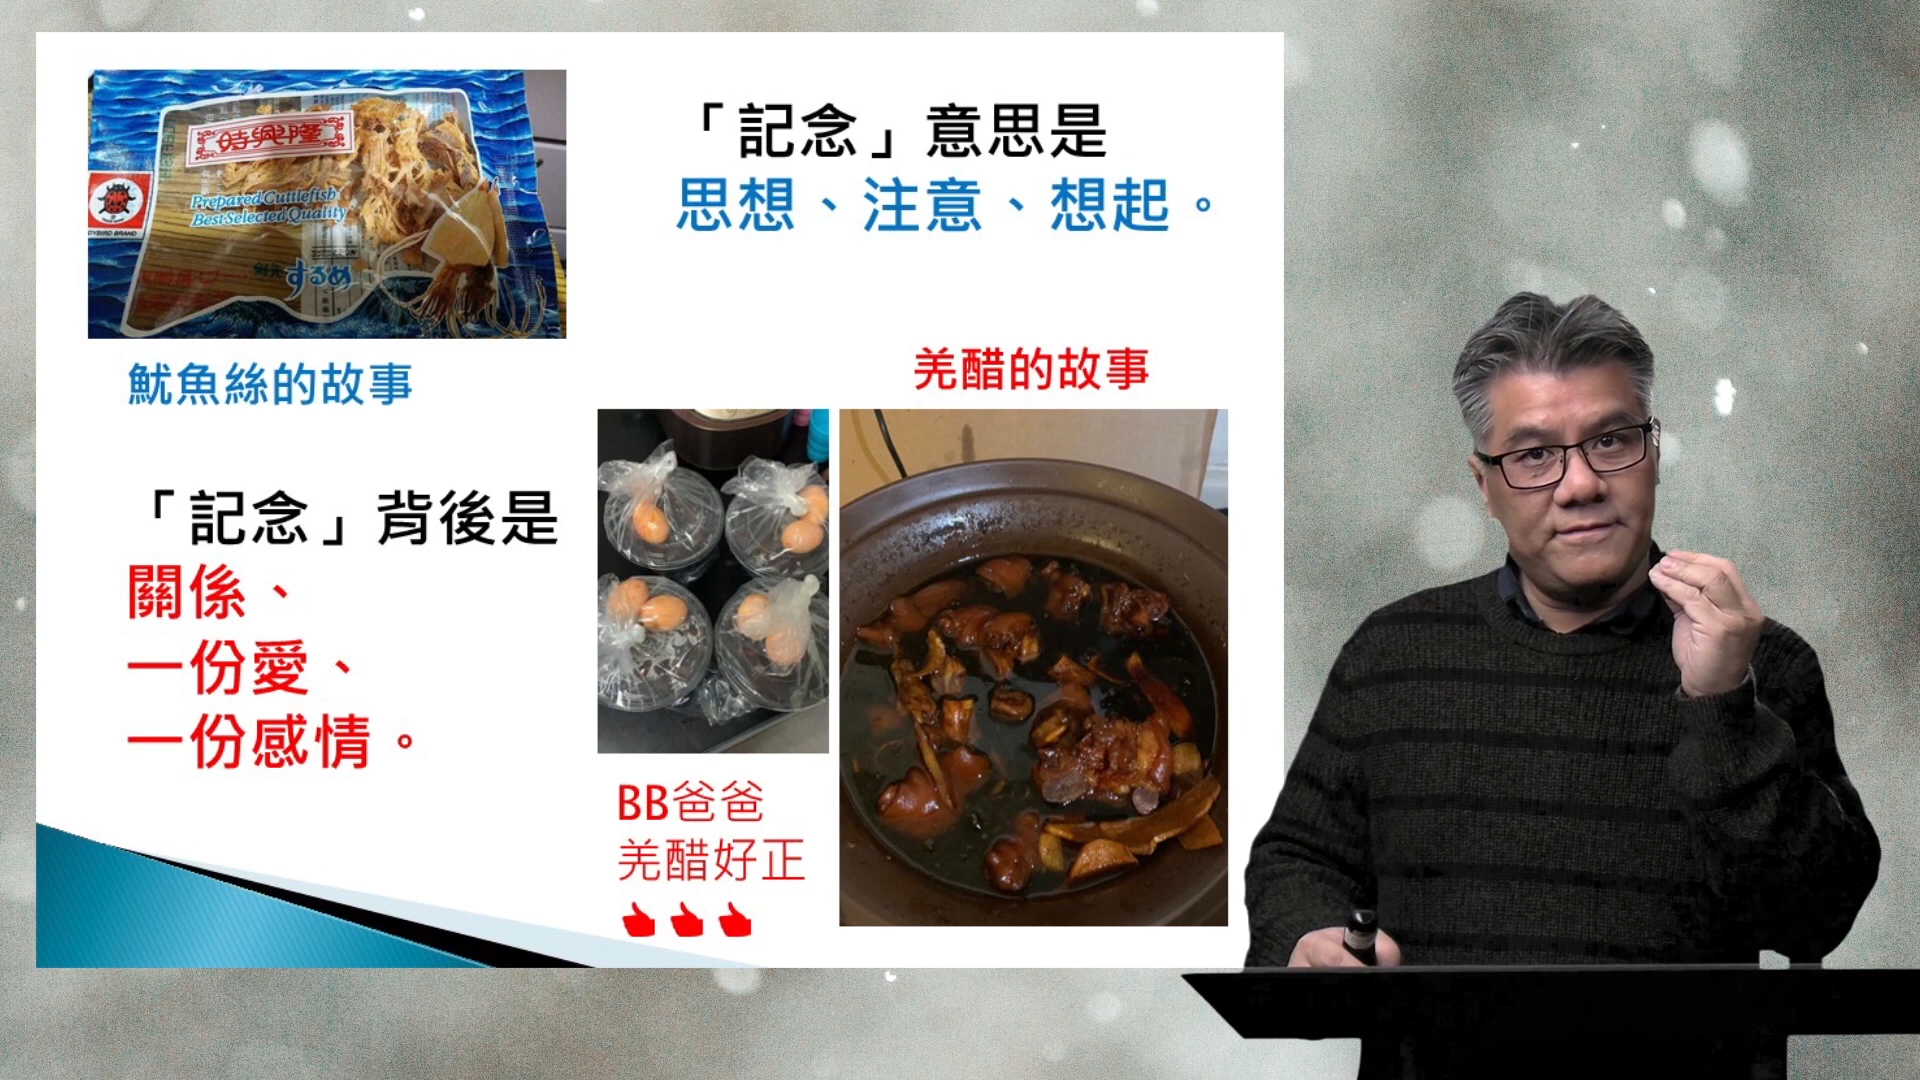 時興隆
Prepared Cuttlefish
Best Selected Quality
するめ
「記念」意思是
思想、注意、想起。
魷魚絲的故事
羌醋的故事
「記念」背後是
關係、
一份愛、
一份感情。
BB爸爸
羌醋好正